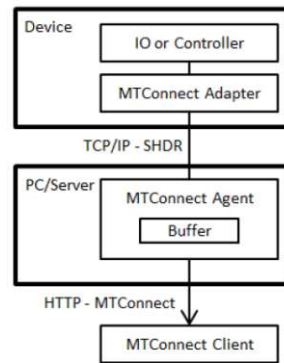 Device
IO or Controller
MTConnect Adapter
TCP/IP - SHDR
PC/Server
MTConnect Agent
Buffer
HTTP - MTConnect
MTConnect Client